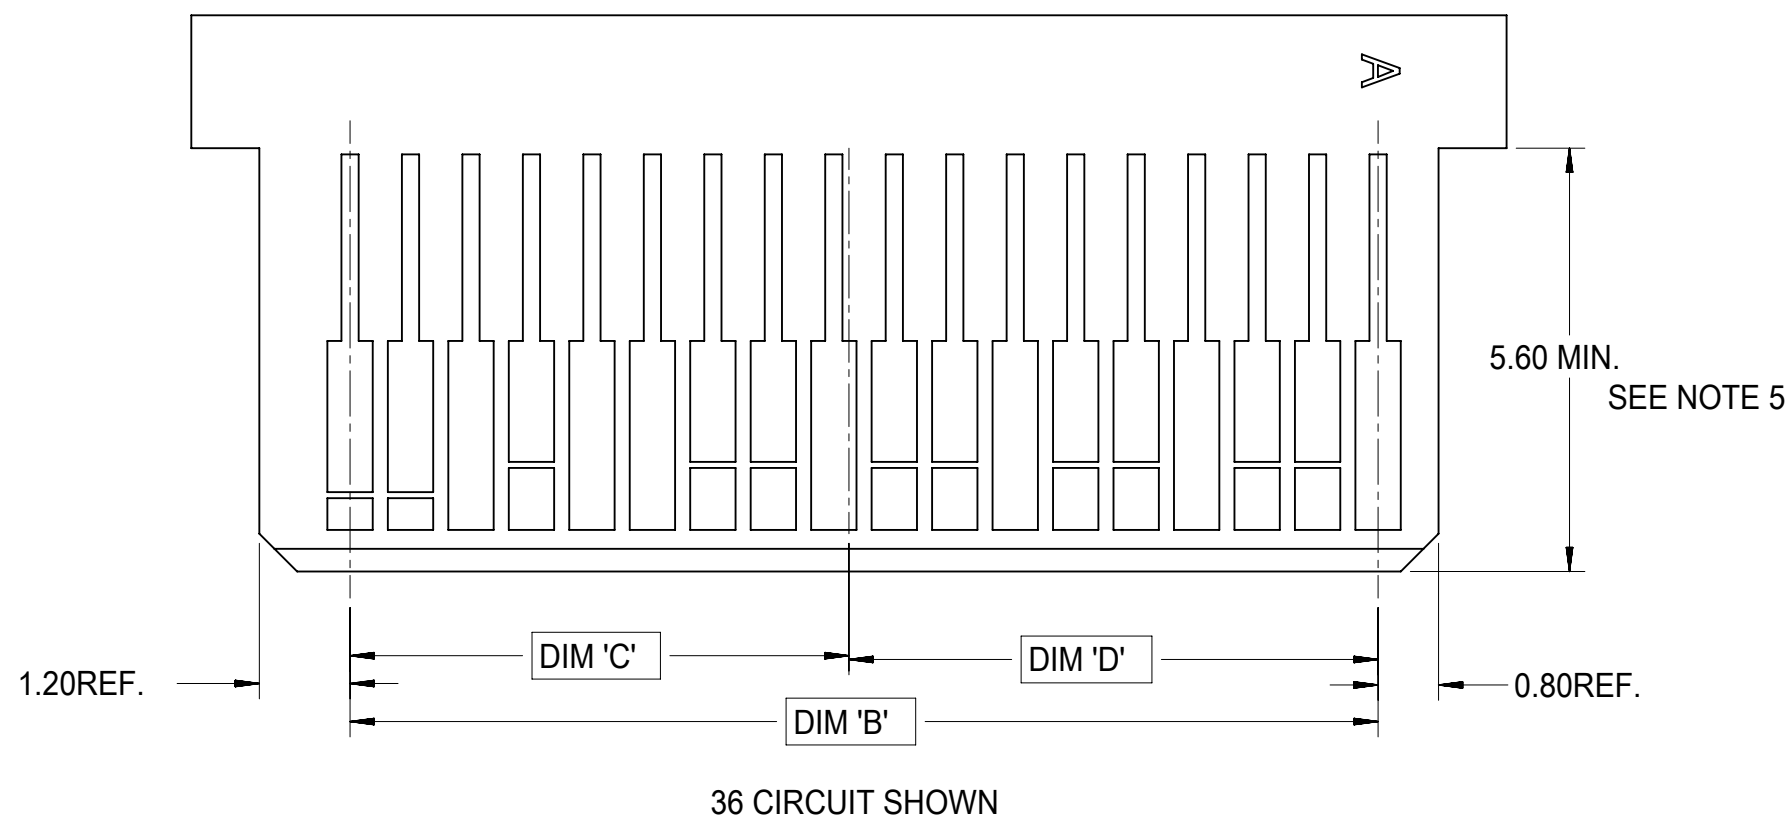 A
5.60 MIN.
SEE NOTE 5
DIM 'C'
DIM 'D'
1.20REF.
0.80REF.
DIM 'B'
36 CIRCUIT SHOWN